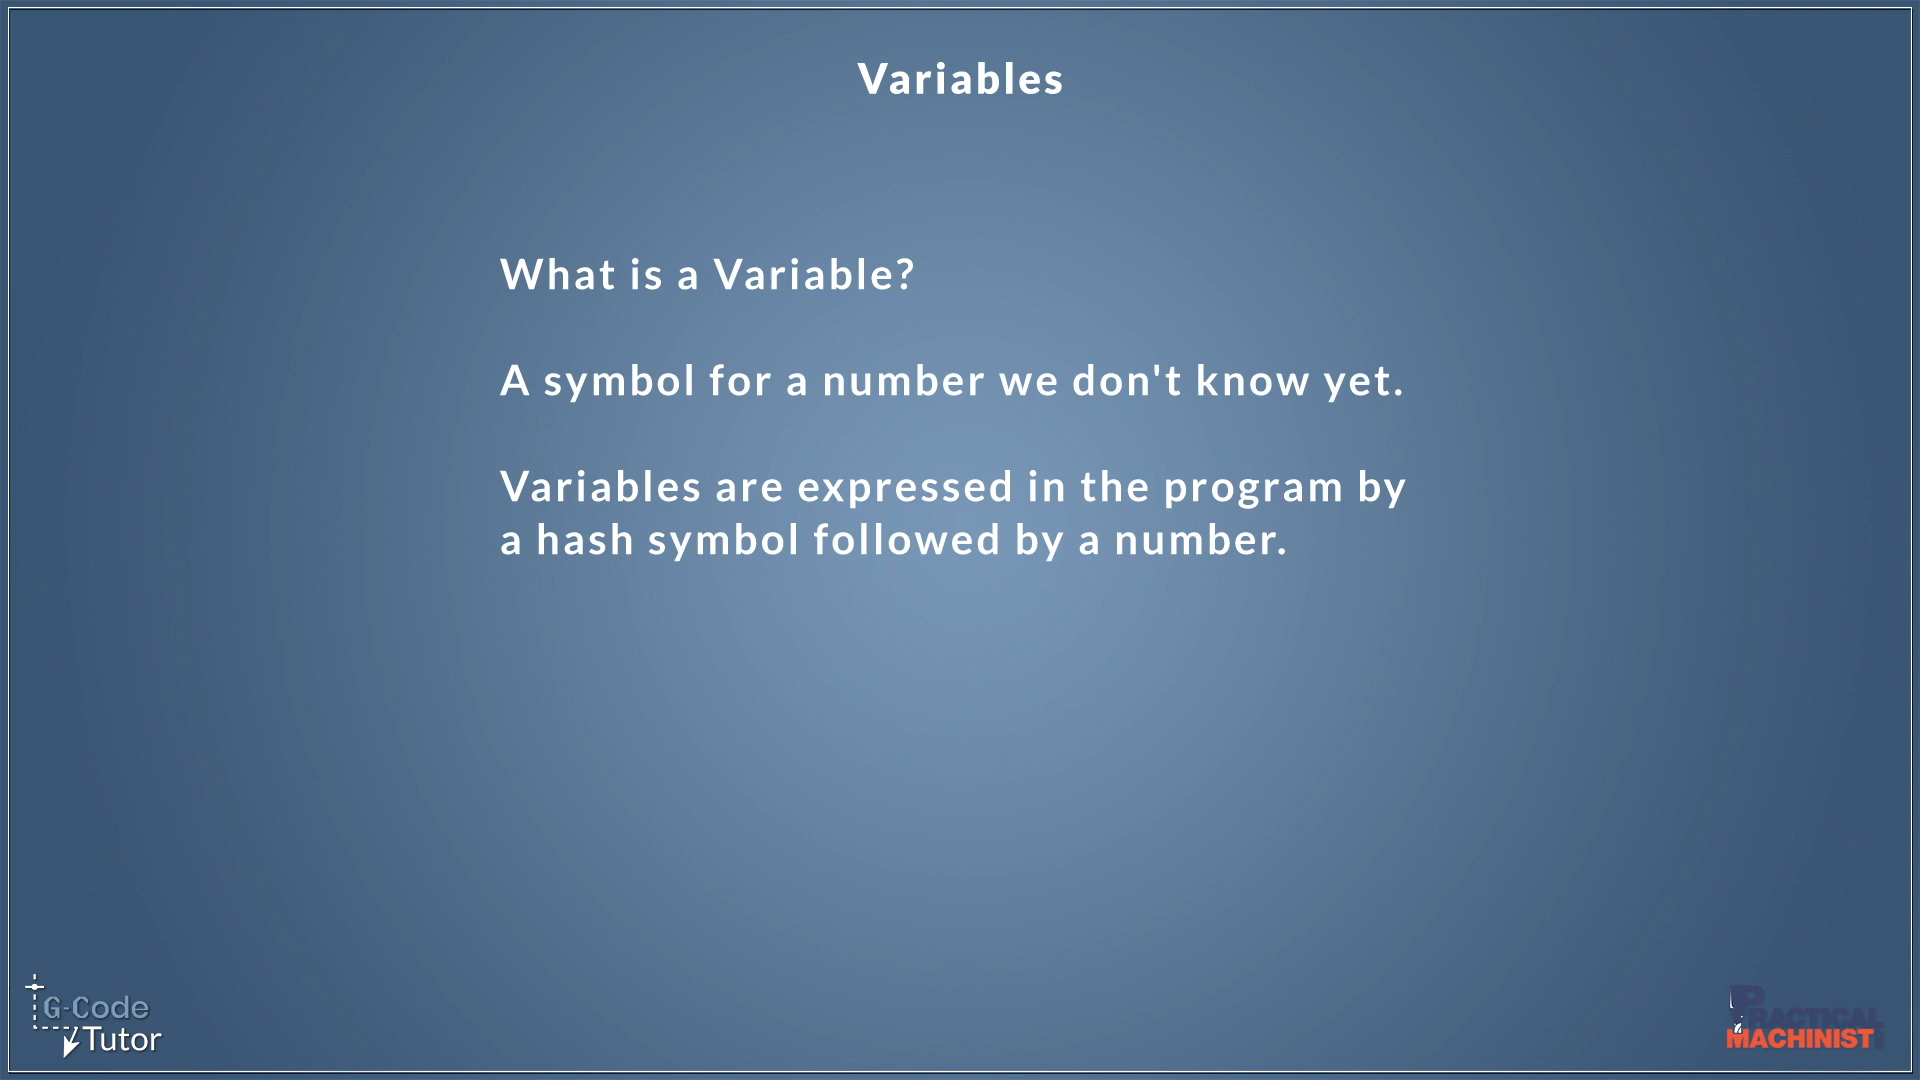 Variables
What is a Variable?
A symbol for a number we don't know yet.
Variables are expressed in the program by
a hash symbol followed by a number.
G-Code
Tutor
PRACTICAL
MACHINIST